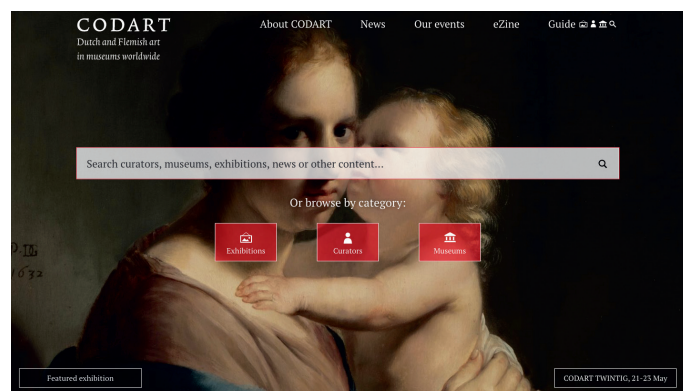 CODART
Dutch and Flemish art
in museums worldwide
About CODART News Our events eZine Guide
Search curators, museums, exhibitions, news or other content...
Or browse by category:
Exhibitions Curators Museums
1632
Featured exhibition CODART TWINTIG, 21-23 May